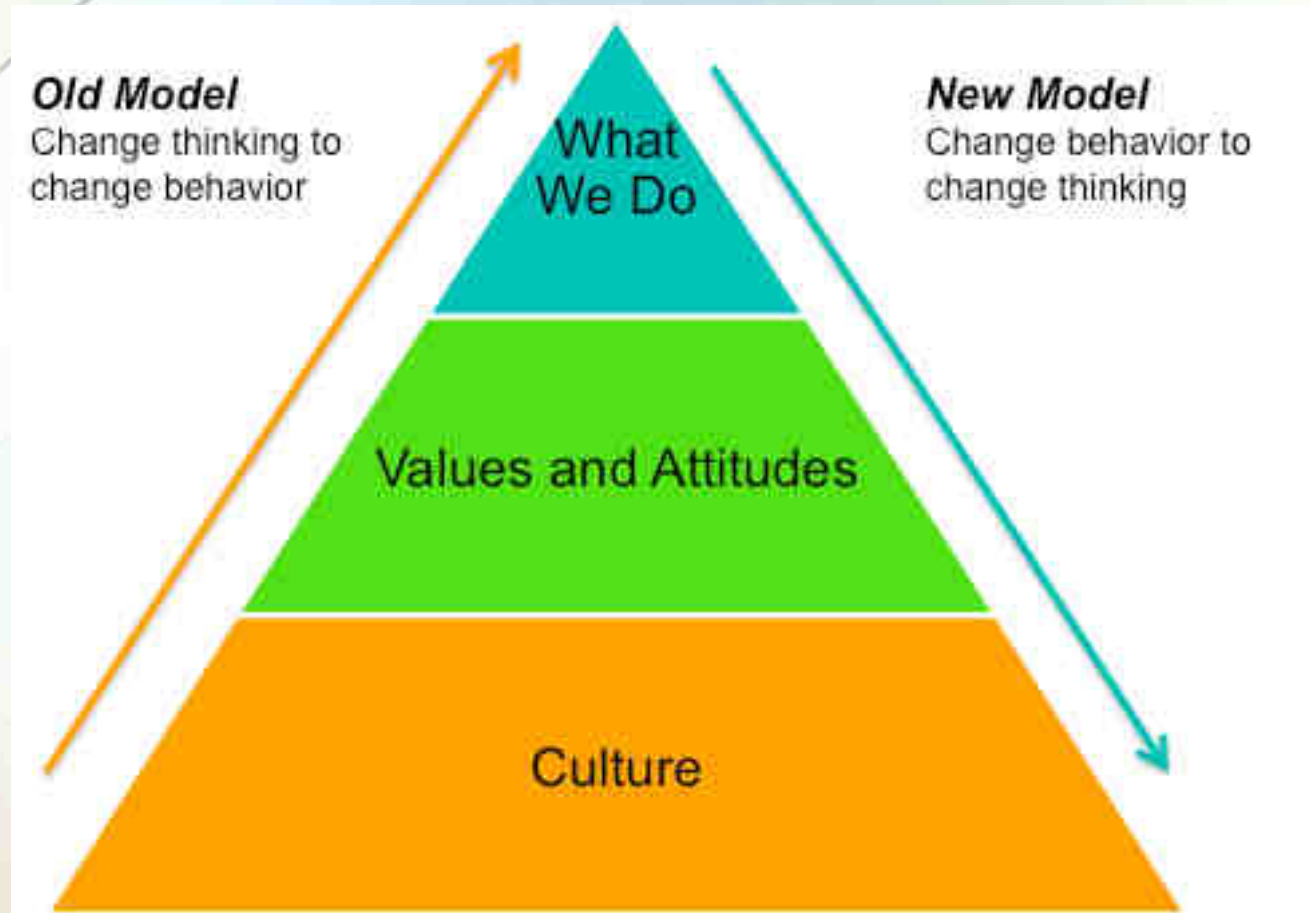 Old Model
Change thinking to
change behavior
What
We Do
New Model
Change behavior to
change thinking
Values and Attitudes
Culture